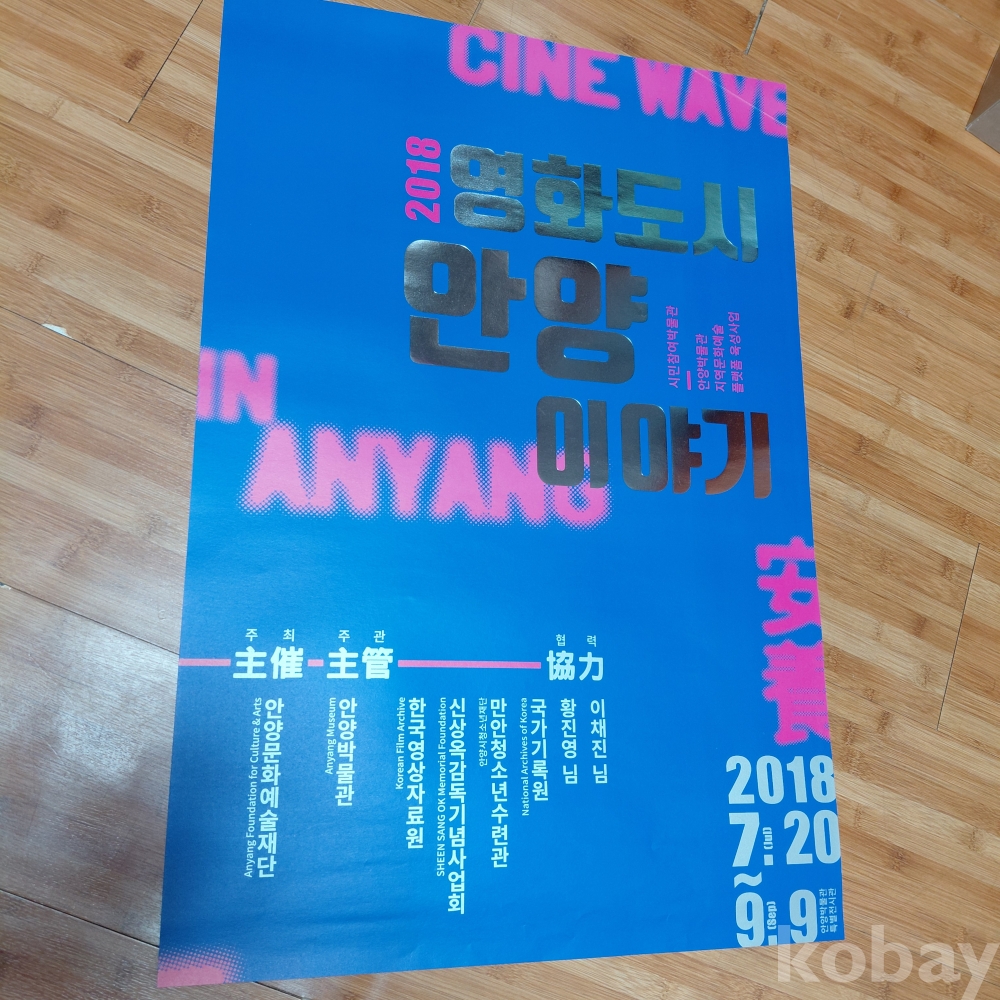 CINE WAVE
2018
영화도시
안양
이야기
시민참여박물관
안양박물관
지역문화예술
플랫폼 육성사업
IN
ANYANG
安養
주최
主催
주관
主管
협력
協力
안양문화예술재단
Anyang Foundation for Culture & Arts
안양박물관
Anyang Museum
한국영상자료원
Korean Film Archive
신상옥감독기념사업회
SHEEN SANG OK Memorial Foundation
안양시청소년재단
만안청소년수련관
국가기록원
National Archives of Korea
황진영 님
이채진 님
2018
7.(Jul) 20
~
9.(Sep) 9
안양박물관
특별전시관
kobay